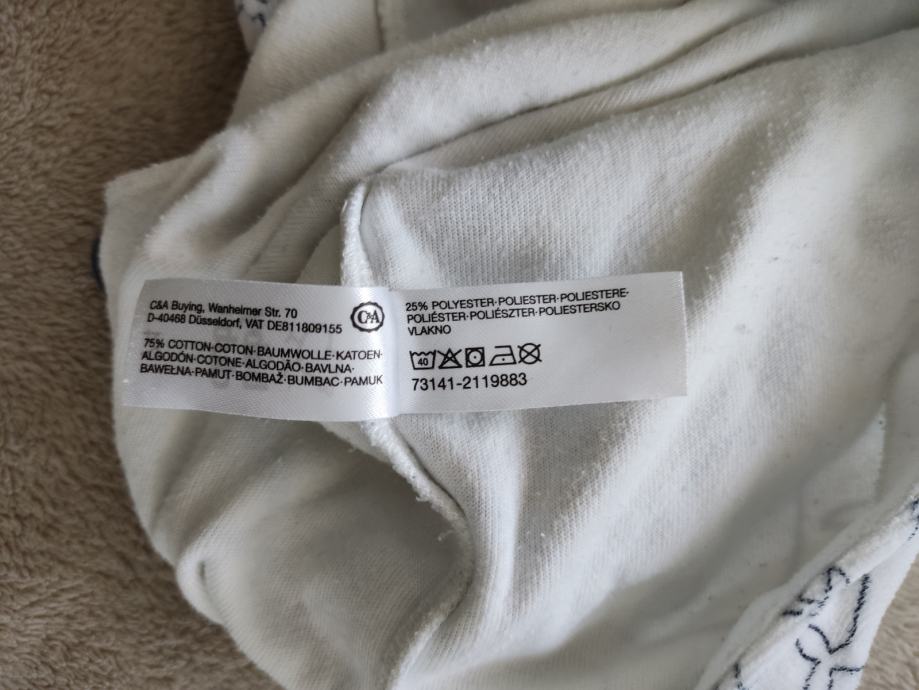 C&A Buying, Wanheimer Str. 70
D-40468 Düsseldorf, VAT DE811809155
C&A
75% COTTON·COTON·BAUMWOLLE·KATOEN·
ALGODÓN·COTONE·ALGODÃO·BAVLNA·
BAWEŁNA·PAMUT·BOMBAŽ·BUMBAC·PAMUK
25% POLYESTER·POLIESTER·POLIESTERE·
POLIÉSTER·POLIÉSZTER·POLIESTERSKO
VLAKNO
40
73141-2119883